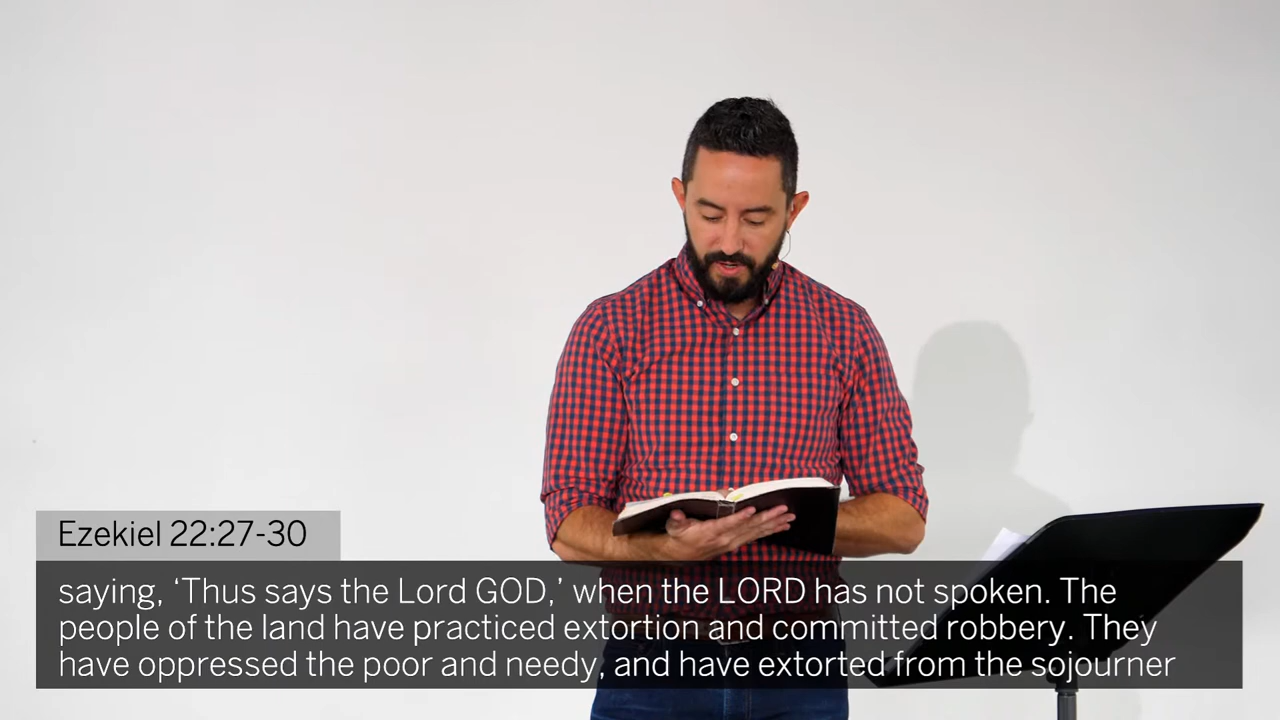 Ezekiel 22:27-30
saying, ‘Thus says the Lord GOD,’ when the LORD has not spoken. The
people of the land have practiced extortion and committed robbery. They
have oppressed the poor and needy, and have extorted from the sojourner